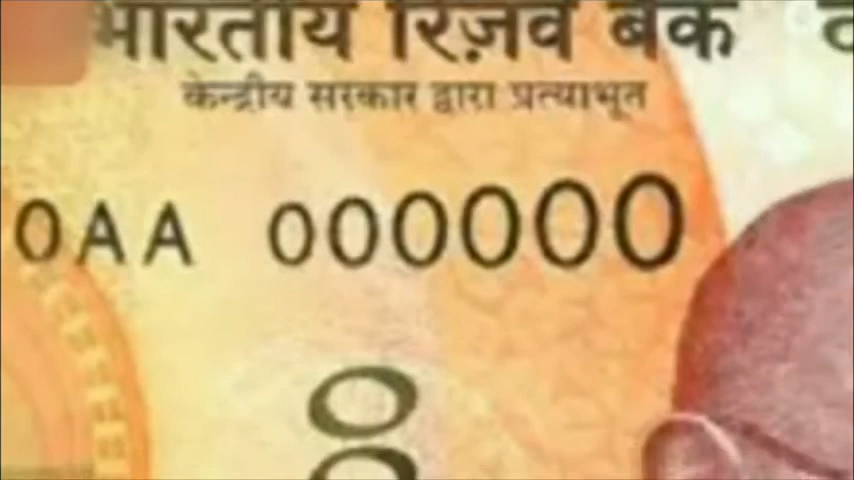 भारतीय रिज़र्व बैंक
केन्द्रीय सरकार द्वारा प्रत्याभूत
0AA 000000